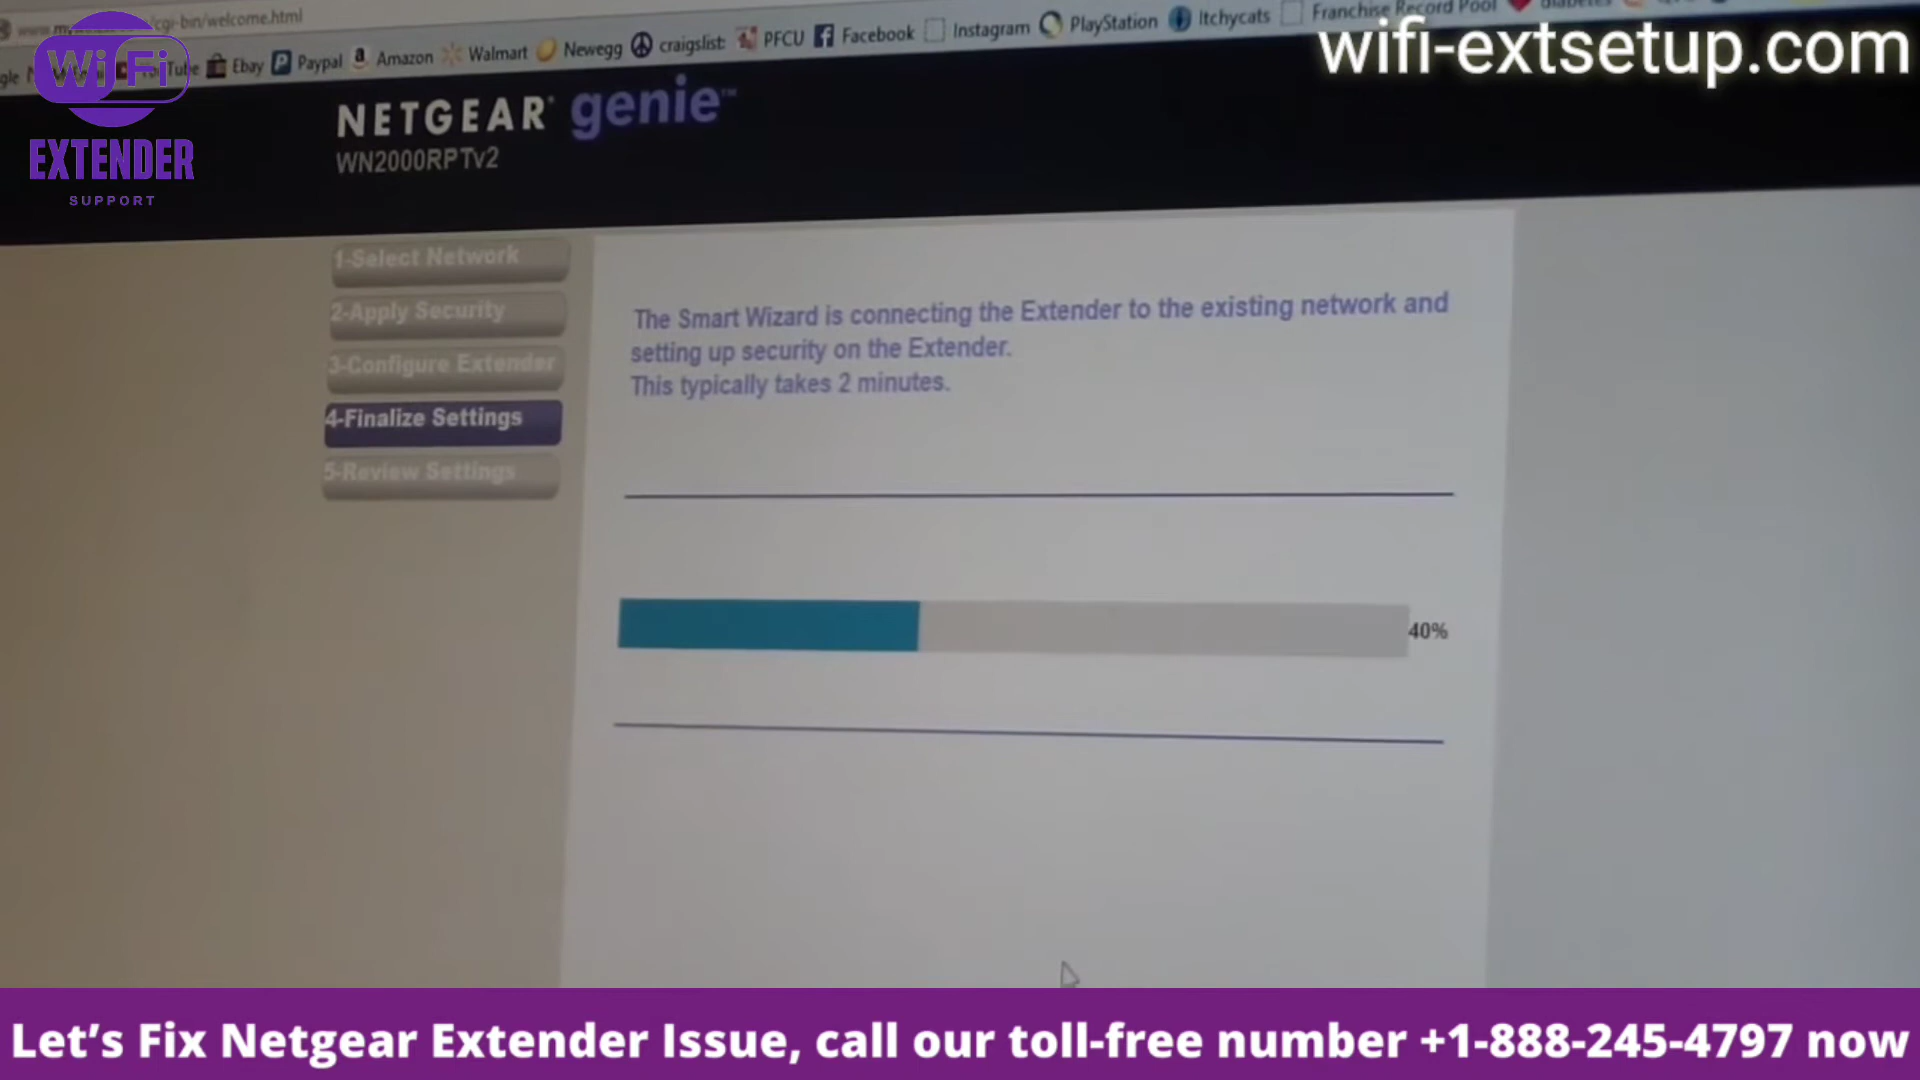 /cgi-bin/welcome.html
wifi-extsetup.com
Ebay Paypal Amazon Walmart Newegg craigslist: PFCU Facebook Instagram PlayStation Itchycats Franchise Record Pool
WiFi
EXTENDER
SUPPORT
NETGEAR® genie™
WN2000RPTv2
1-Select Network
2-Apply Security
3-Configure Extender
4-Finalize Settings
5-Review Settings
The Smart Wizard is connecting the Extender to the existing network and
setting up security on the Extender.
This typically takes 2 minutes.
40%
Let’s Fix Netgear Extender Issue, call our toll-free number +1-888-245-4797 now